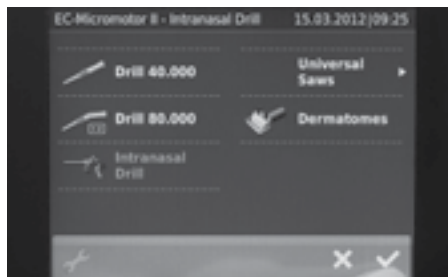 EC-Micromotor II - Intranasal Drill 15.03.2012|09:25
Drill 40.000
Universal
Saws
Drill 80.000
Dermatomes
Intranasal
Drill